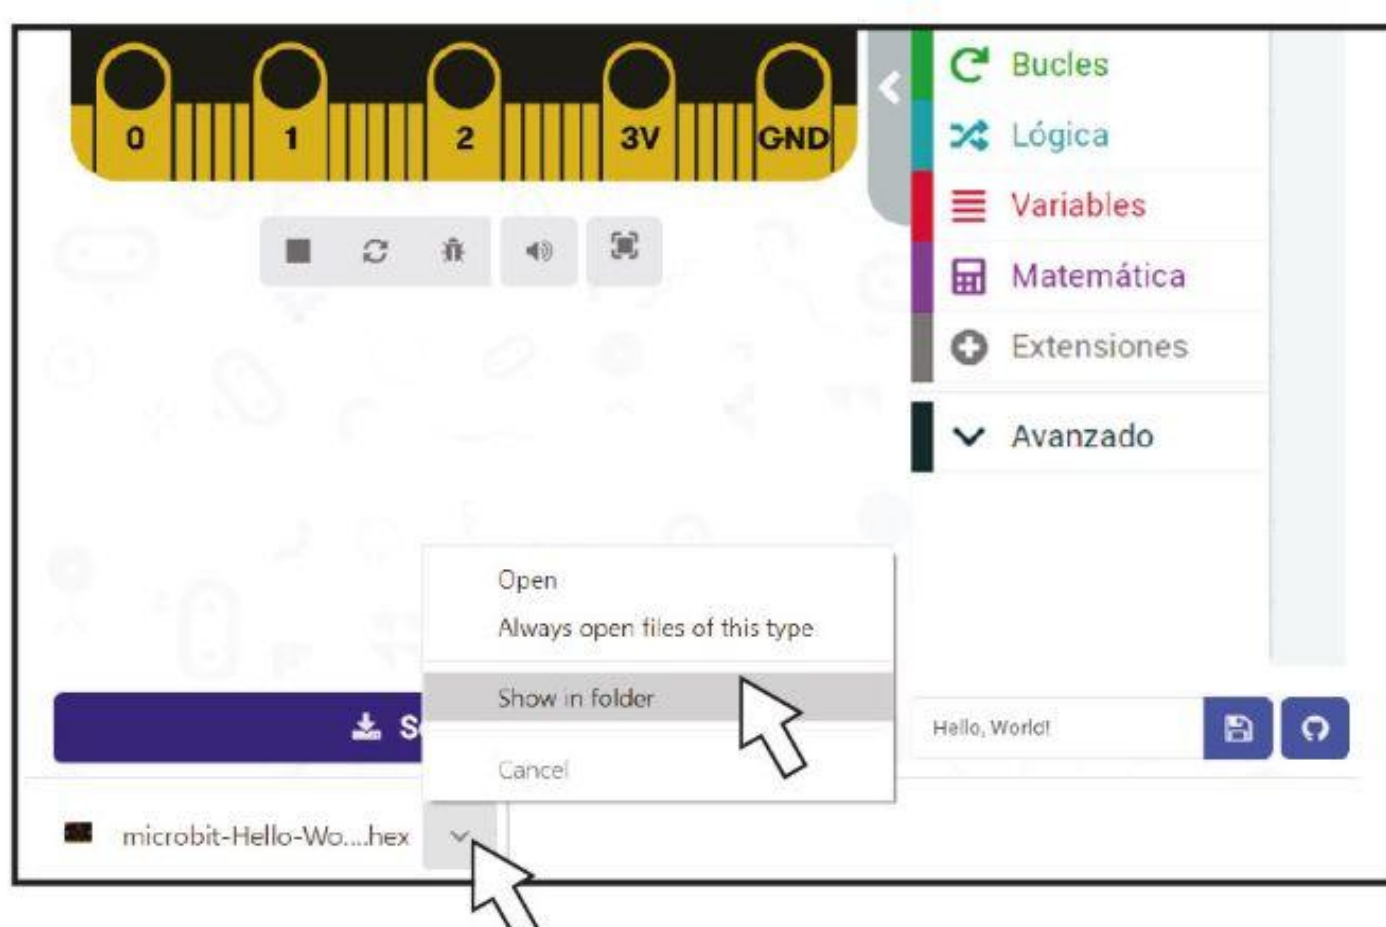 0 1 2 3V GND
Bucles
Lógica
Variables
Matemática
Extensiones
Avanzado
Open
Always open files of this type
Show in folder
Cancel
Hello, World!
microbit-Hello-Wo....hex